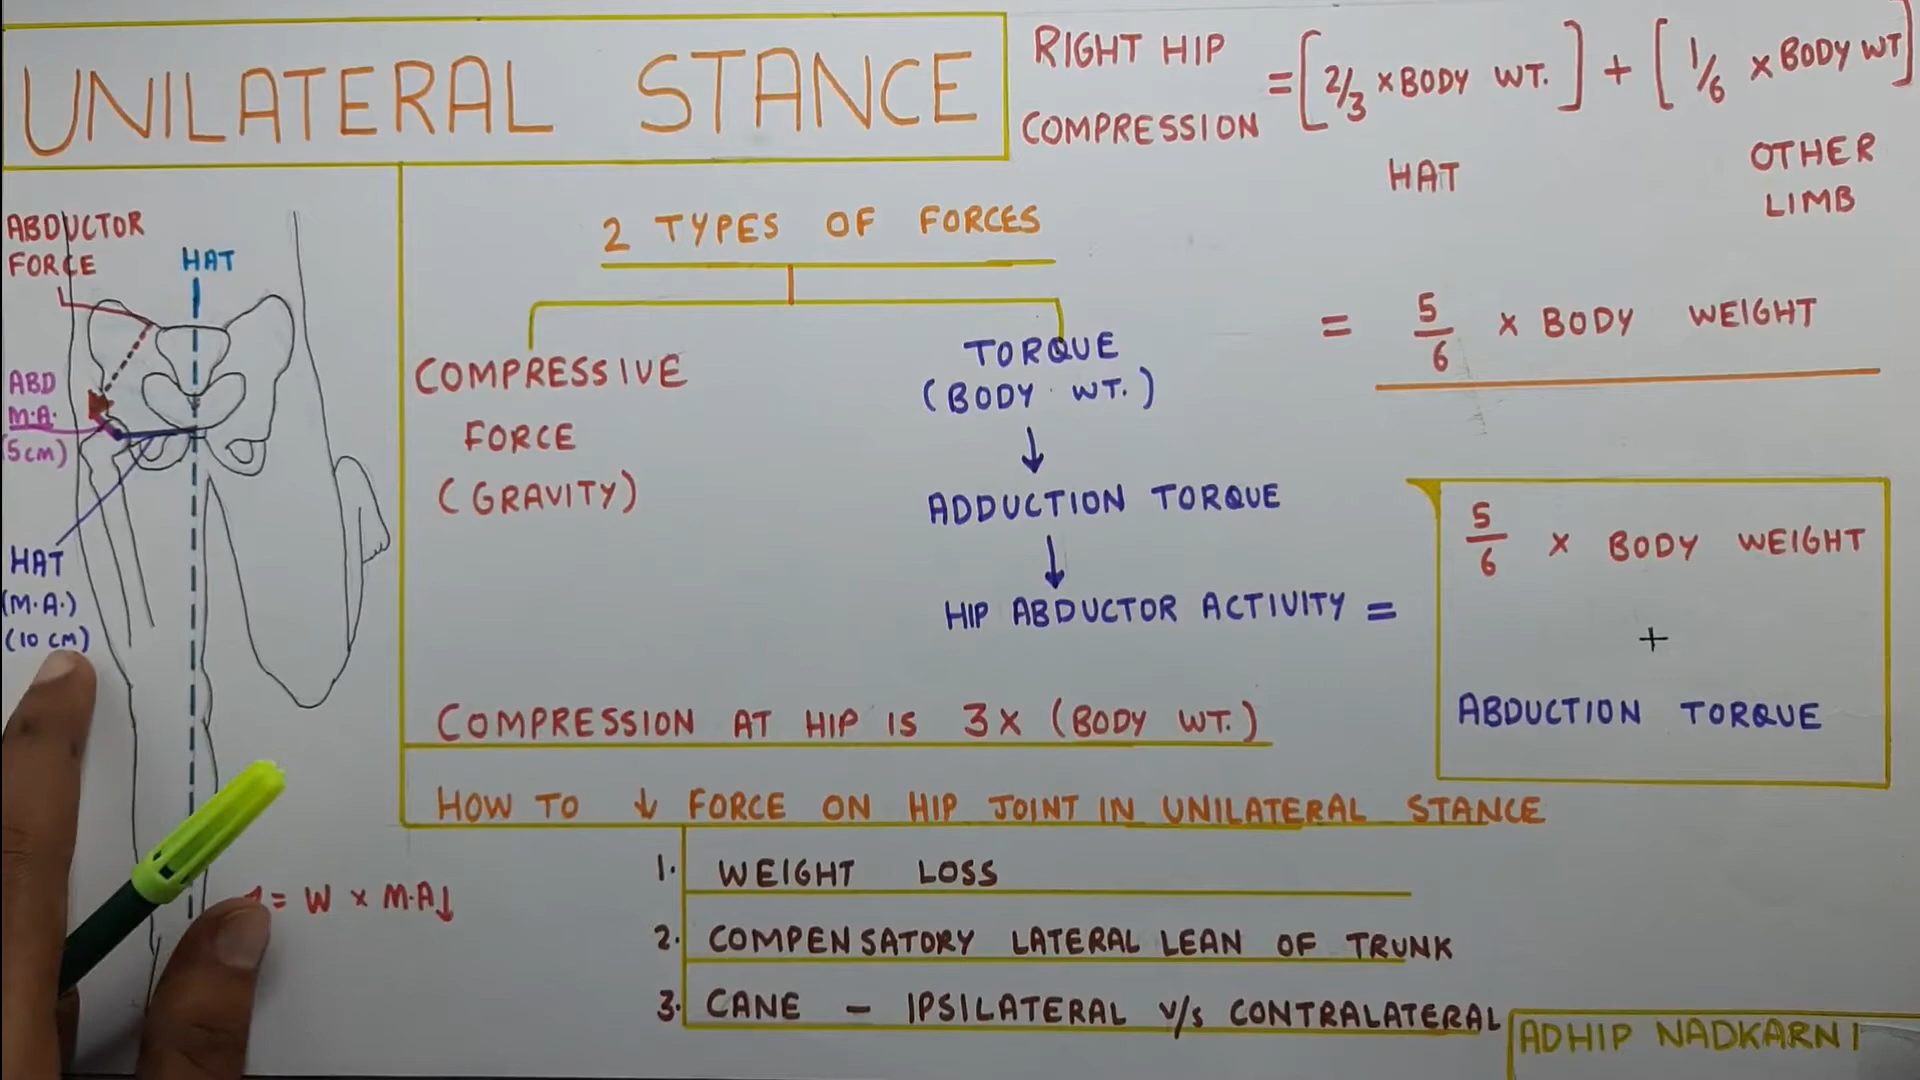 UNILATERAL STANCE
RIGHT HIP
COMPRESSION
= [2/3 × BODY WT.] + [1/6 × BODY WT]
HAT
OTHER
LIMB
= 5/6 × BODY WEIGHT
ABDUCTOR
FORCE
HAT
ABD
M.A.
(5cm)
HAT
(M.A.)
(10 cm)
2 TYPES OF FORCES
COMPRESSIVE
FORCE
(GRAVITY)
TORQUE
(BODY WT.)
↓
ADDUCTION TORQUE
↓
HIP ABDUCTOR ACTIVITY =
5/6 × BODY WEIGHT
+
ABDUCTION TORQUE
COMPRESSION AT HIP IS 3× (BODY WT.)
HOW TO ↓ FORCE ON HIP JOINT IN UNILATERAL STANCE
1. WEIGHT LOSS
2. COMPENSATORY LATERAL LEAN OF TRUNK
3. CANE – IPSILATERAL V/s CONTRALATERAL
= W × M.A↓
ADHIP NADKARNI